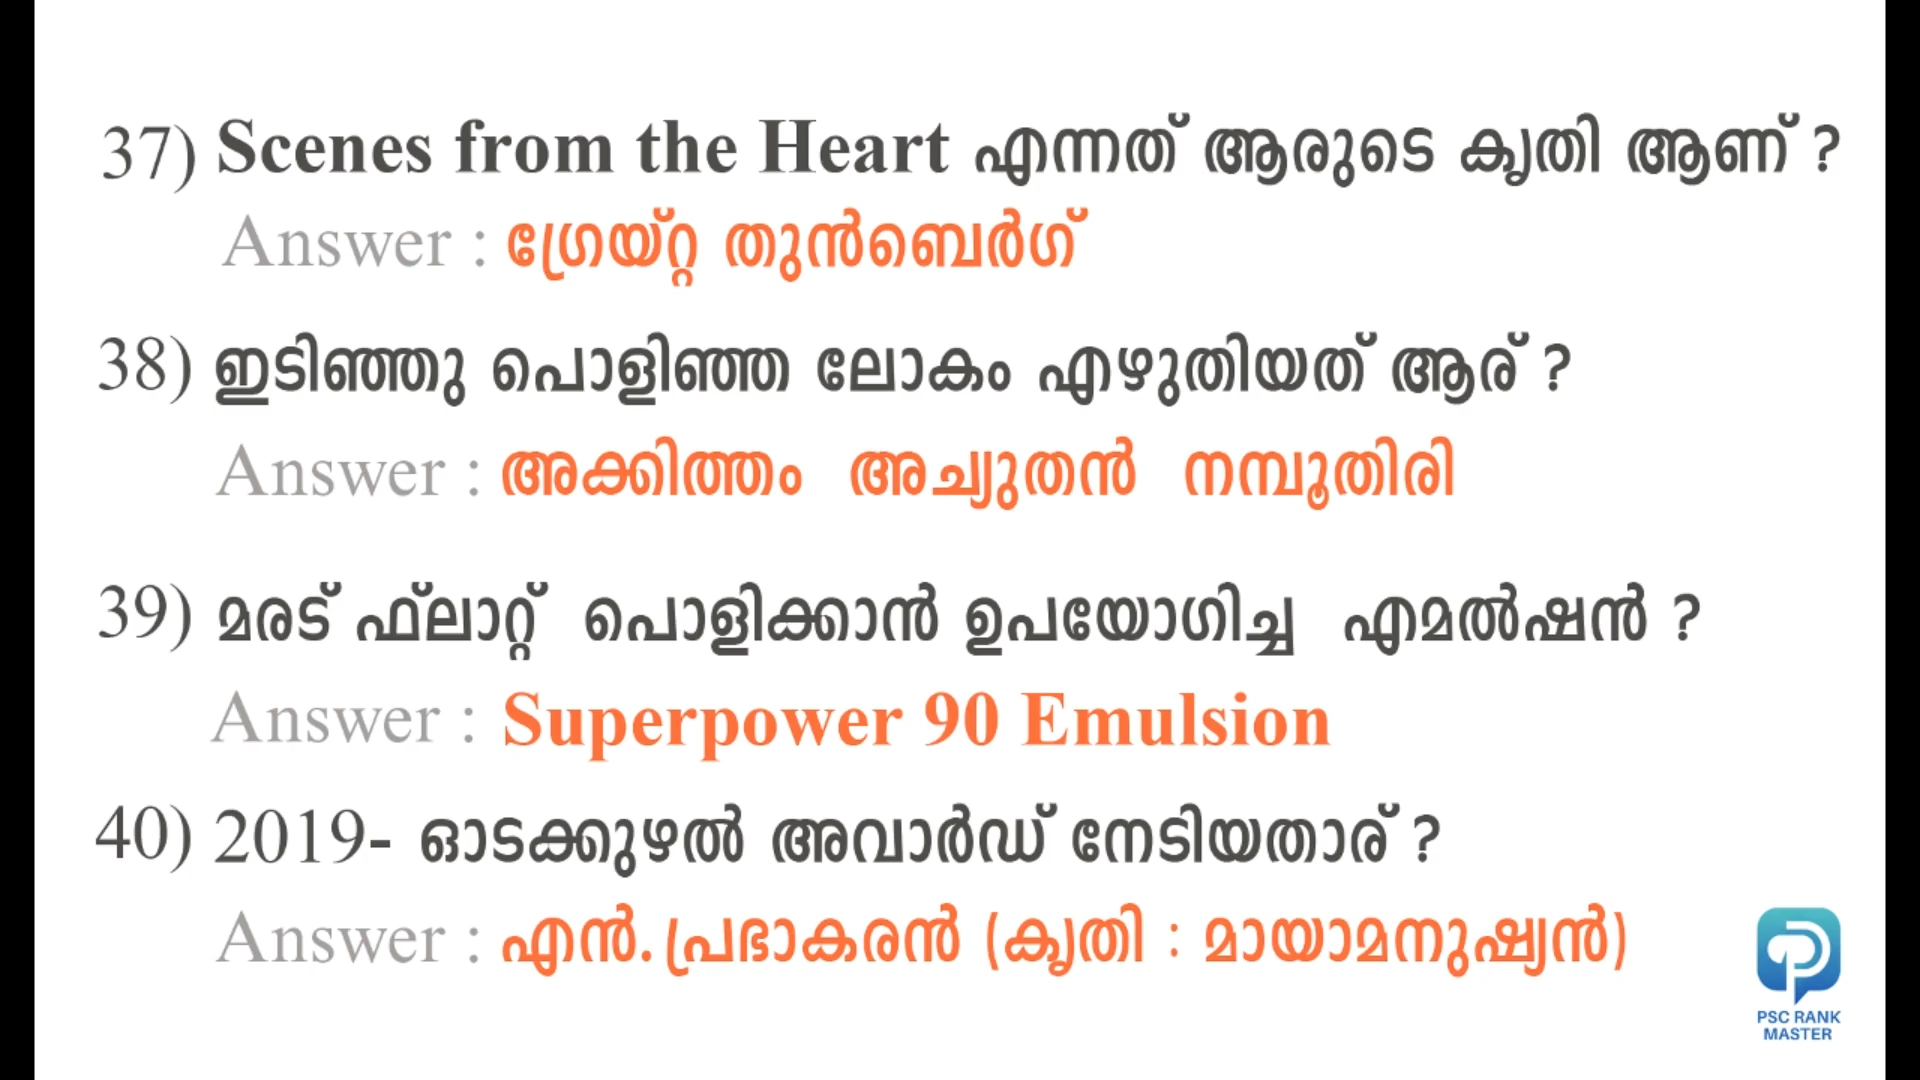 37) Scenes from the Heart എന്നത് ആരുടെ കൃതി ആണ് ?
Answer : ഗ്രേയ്റ്റ തുൻബെർഗ്
38) ഇടിഞ്ഞു പൊളിഞ്ഞ ലോകം എഴുതിയത് ആര് ?
Answer : അക്കിത്തം അച്യുതൻ നമ്പൂതിരി
39) മരട് ഫ്ലാറ്റ് പൊളിക്കാൻ ഉപയോഗിച്ച എമൽഷൻ ?
Answer : Superpower 90 Emulsion
40) 2019- ഓടക്കുഴൽ അവാർഡ് നേടിയതാര് ?
Answer : എൻ. പ്രഭാകരൻ (കൃതി : മായാമനുഷ്യൻ)
PSC RANK
MASTER